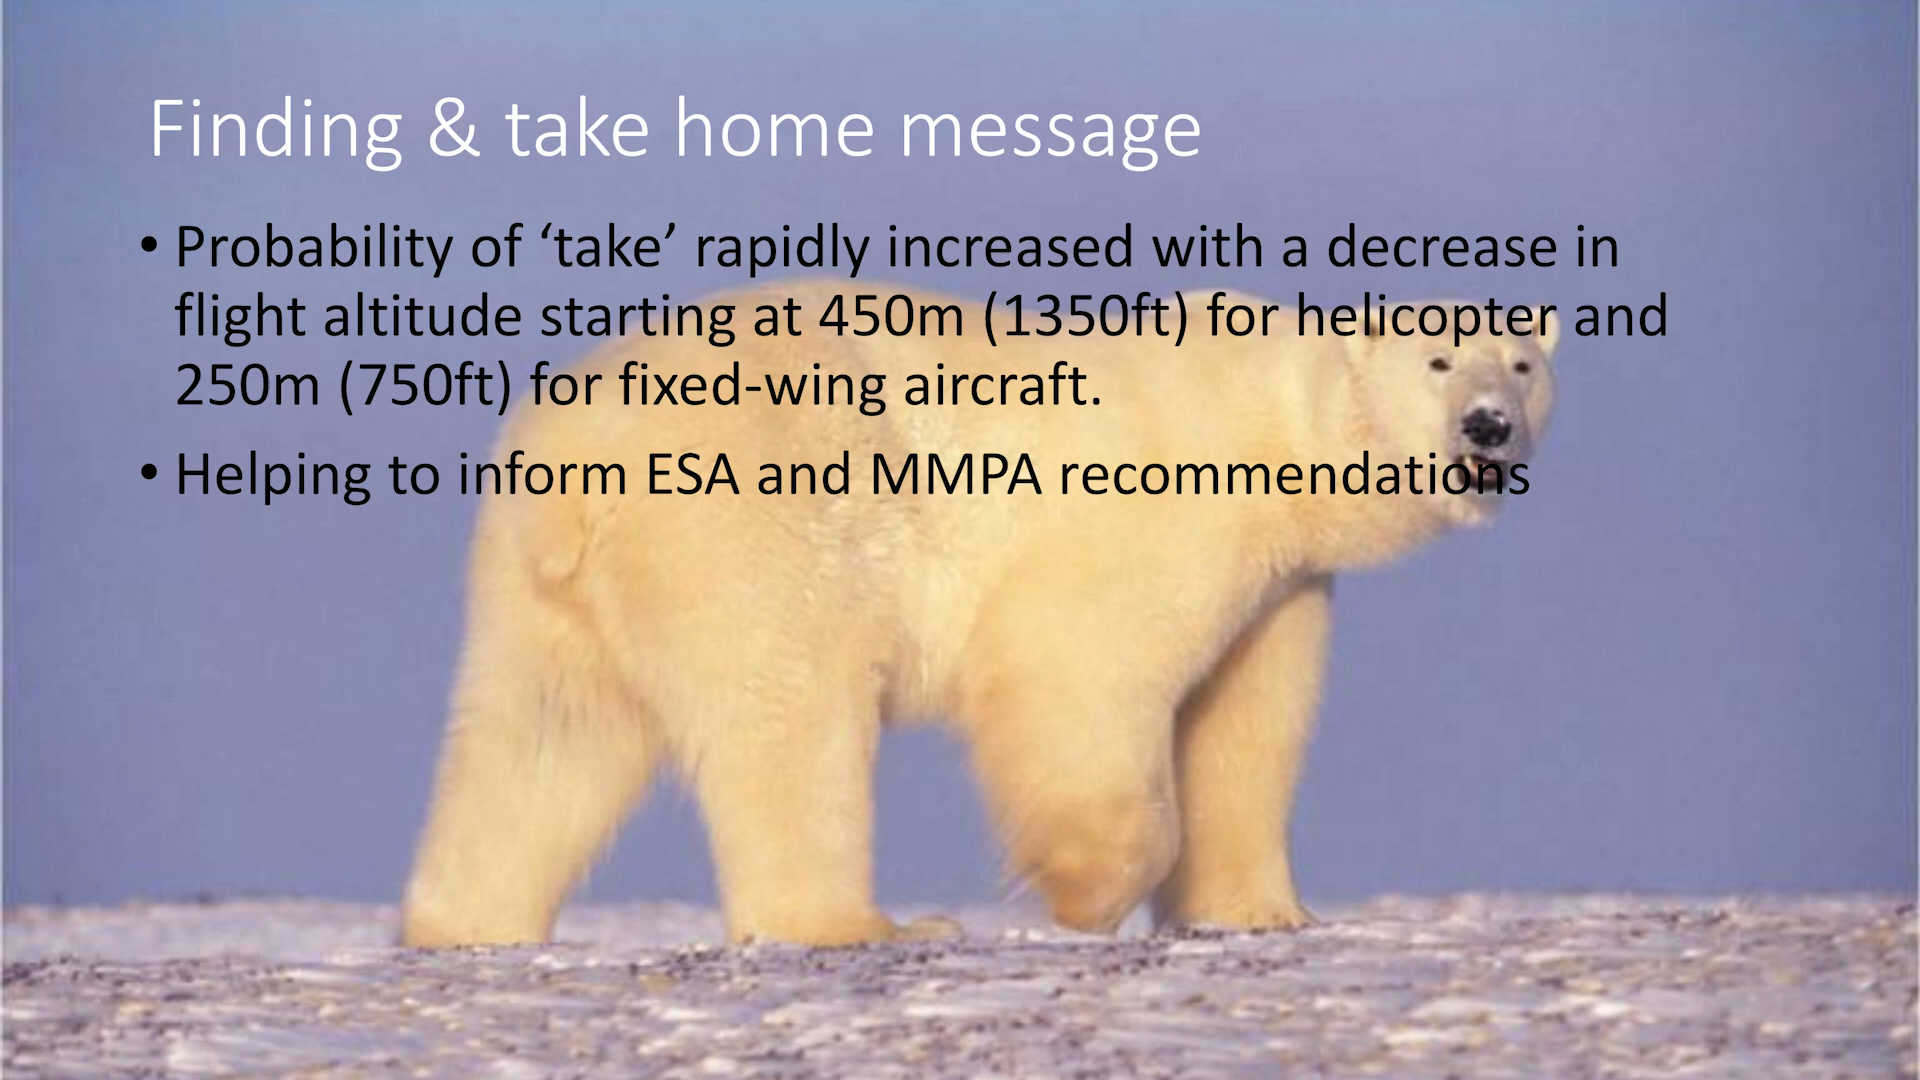 Finding & take home message
• Probability of ‘take’ rapidly increased with a decrease in
flight altitude starting at 450m (1350ft) for helicopter and
250m (750ft) for fixed-wing aircraft.
• Helping to inform ESA and MMPA recommendations